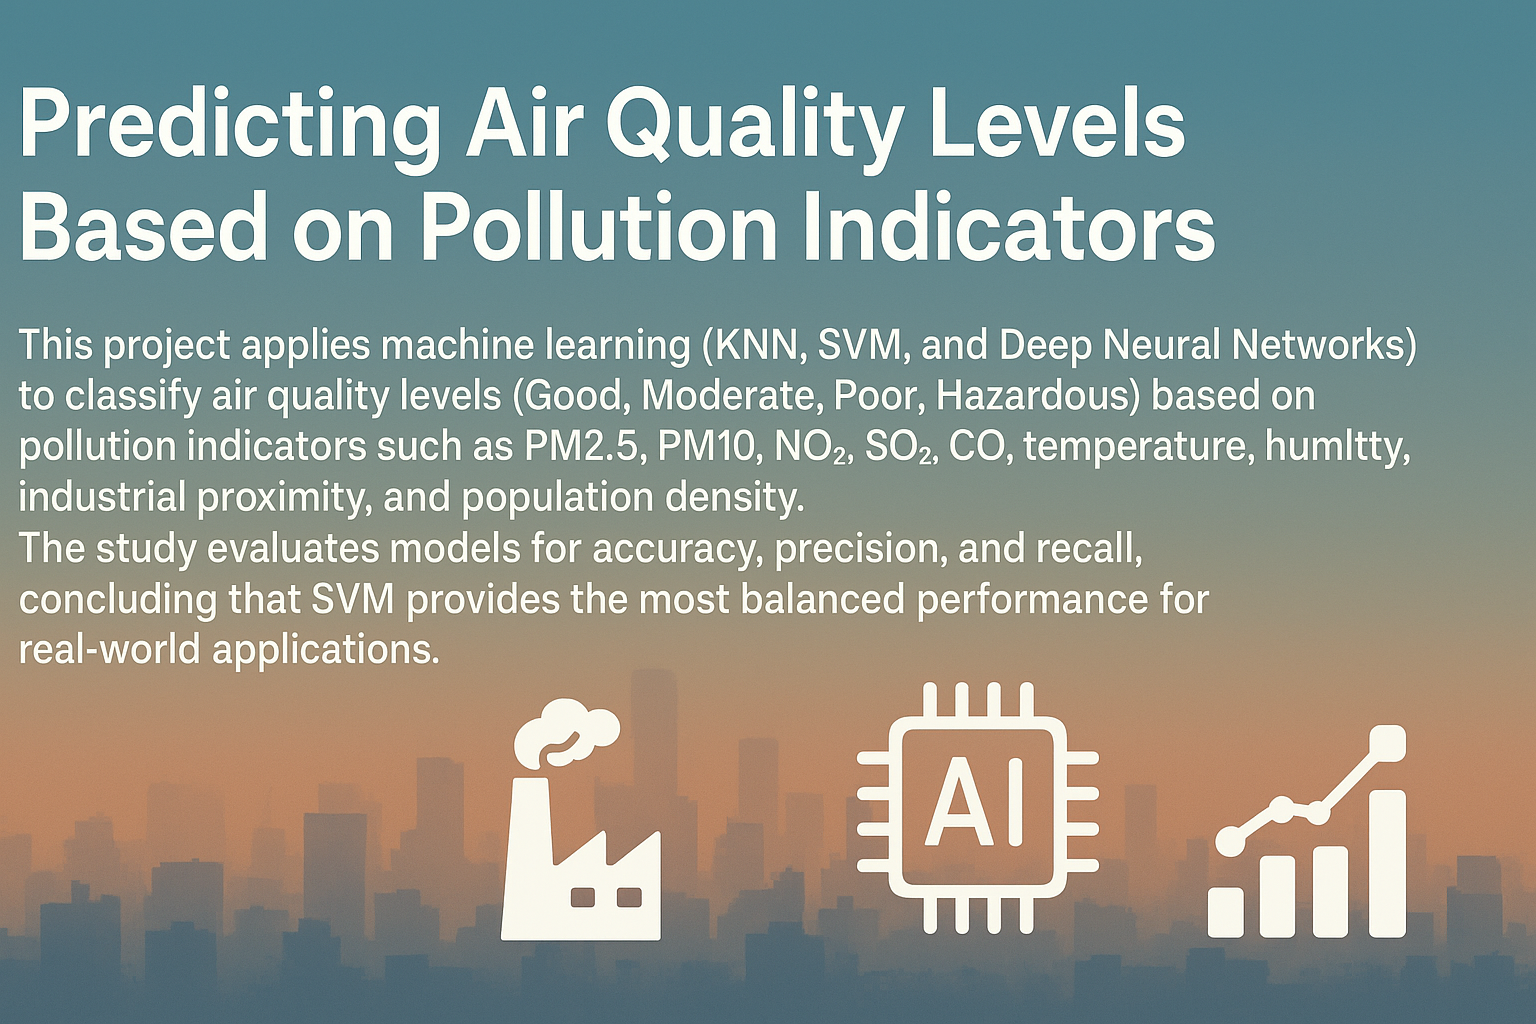 Predicting Air Quality Levels
Based on Pollution Indicators
This project applies machine learning (KNN, SVM, and Deep Neural Networks)
to classify air quality levels (Good, Moderate, Poor, Hazardous) based on
pollution indicators such as PM2.5, PM10, NO₂, SO₂, CO, temperature, humltty,
industrial proximity, and population density.
The study evaluates models for accuracy, precision, and recall,
concluding that SVM provides the most balanced performance for
real-world applications.
AI